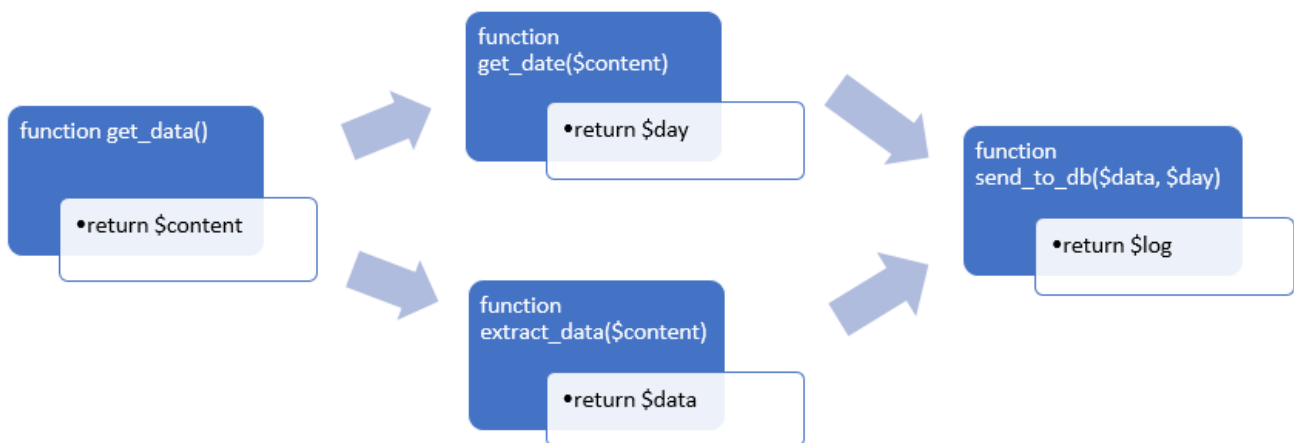 function get_data()
•return $content
function
get_date($content)
•return $day
function
extract_data($content)
•return $data
function
send_to_db($data, $day)
•return $log